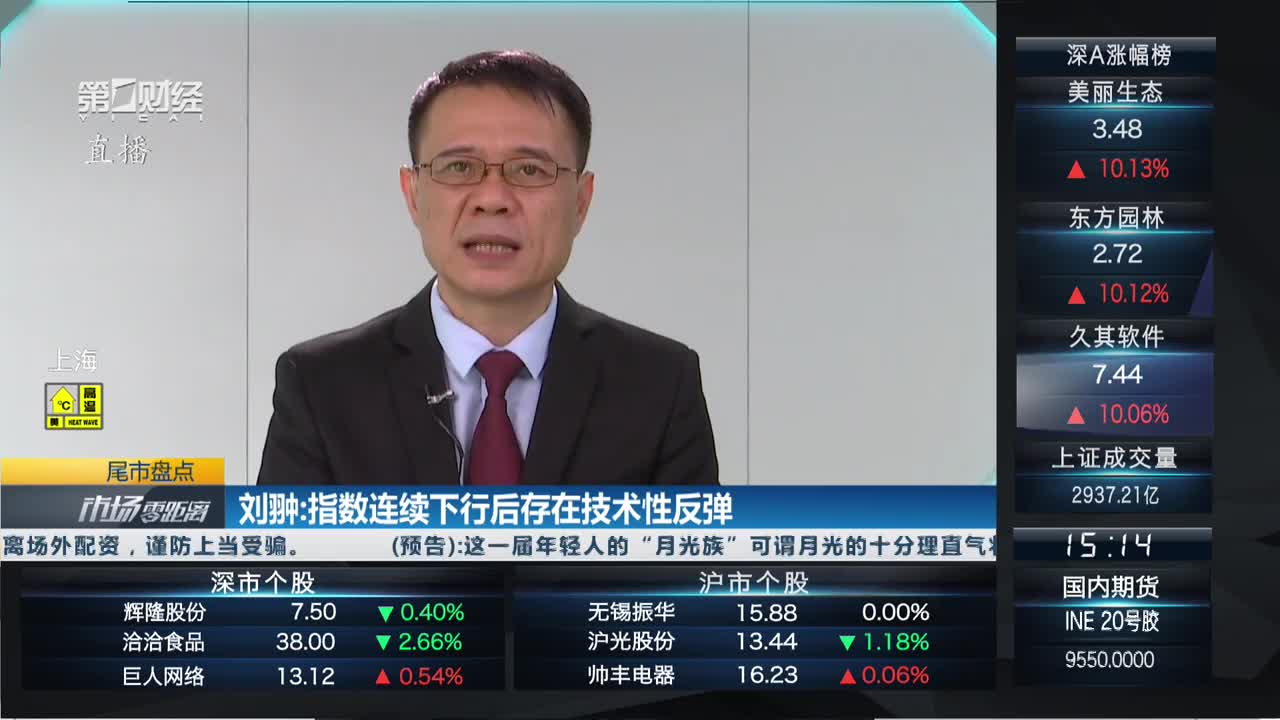 第一财经
YICAI
直播
上海
℃
高温
黄 HEAT WAVE
尾市盘点
市场零距离
刘翀:指数连续下行后存在技术性反弹
离场外配资，谨防上当受骗。 (预告):这一届年轻人的“月光族”可谓月光的十分理直气
深市个股
辉隆股份 7.50 ▼0.40%
洽洽食品 38.00 ▼2.66%
巨人网络 13.12 ▲0.54%
沪市个股
无锡振华 15.88 0.00%
沪光股份 13.44 ▼1.18%
帅丰电器 16.23 ▲0.06%
深A涨幅榜
美丽生态
3.48
▲ 10.13%
东方园林
2.72
▲ 10.12%
久其软件
7.44
▲ 10.06%
上证成交量
2937.21亿
15:14
国内期货
INE 20号胶
9550.0000